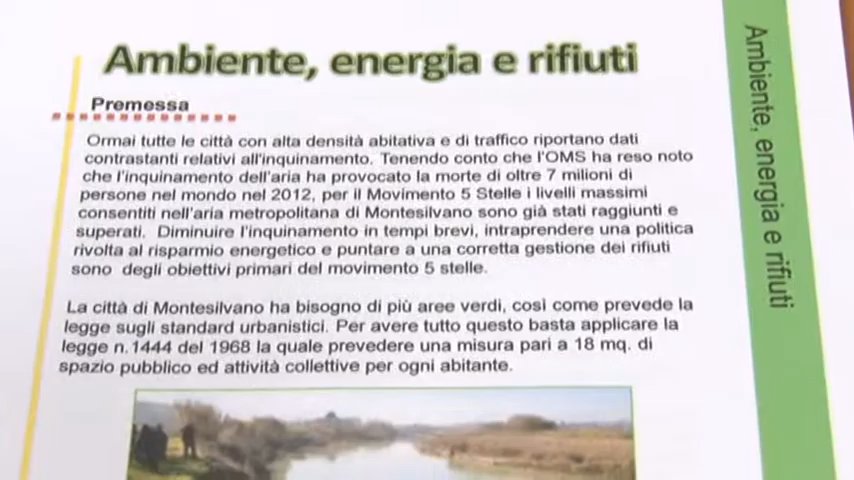 Ambiente, energia e rifiuti
Premessa
Ormai tutte le città con alta densità abitativa e di traffico riportano dati
contrastanti relativi all'inquinamento. Tenendo conto che l'OMS ha reso noto
che l'inquinamento dell'aria ha provocato la morte di oltre 7 milioni di
persone nel mondo nel 2012, per il Movimento 5 Stelle i livelli massimi
consentiti nell'aria metropolitana di Montesilvano sono già stati raggiunti e
superati. Diminuire l'inquinamento in tempi brevi, intraprendere una politica
rivolta al risparmio energetico e puntare a una corretta gestione dei rifiuti
sono degli obiettivi primari del movimento 5 stelle.
La città di Montesilvano ha bisogno di più aree verdi, così come prevede la
legge sugli standard urbanistici. Per avere tutto questo basta applicare la
legge n.1444 del 1968 la quale prevedere una misura pari a 18 mq. di
spazio pubblico ed attività collettive per ogni abitante.
Ambiente, energia e rifiuti